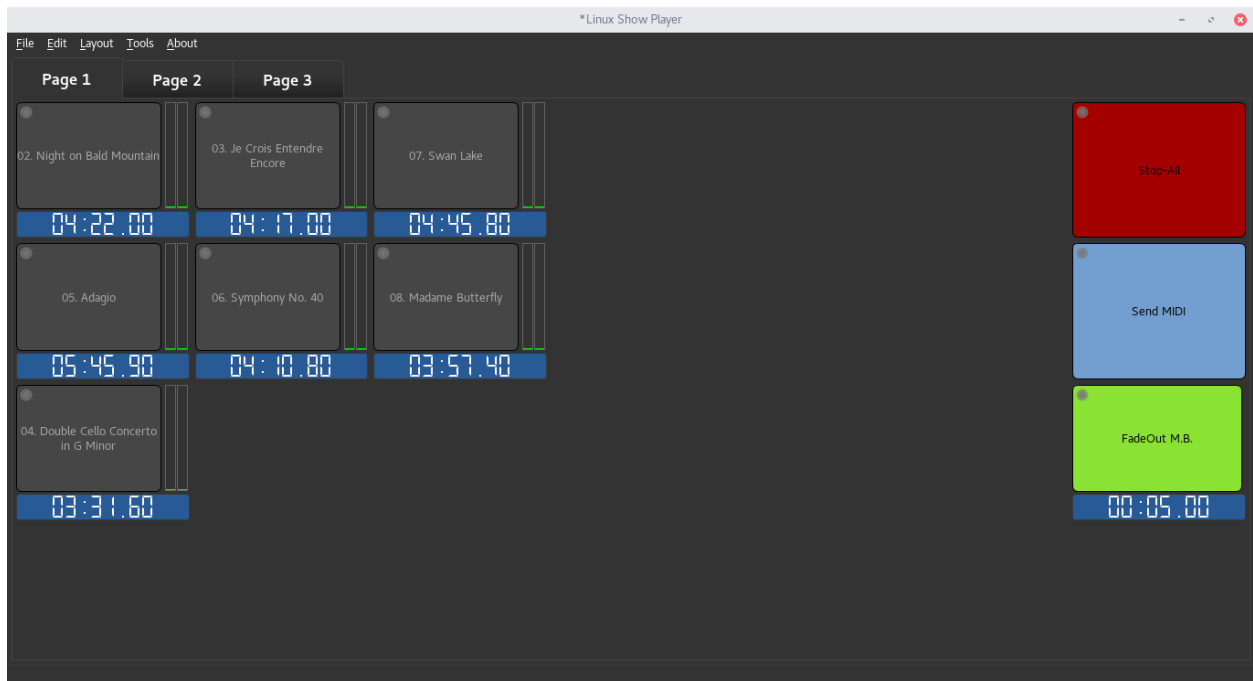 *Linux Show Player
File Edit Layout Tools About
Page 1 Page 2 Page 3
02. Night on Bald Mountain
03. Je Crois Entendre
Encore
07. Swan Lake
Stop-All
04:22.00 04:17.00 04:45.80
05. Adagio
06. Symphony No. 40
08. Madame Butterfly
Send MIDI
05:45.90 04:10.80 03:57.40
04. Double Cello Concerto
in G Minor
FadeOut M.B.
03:31.60 00:05.00